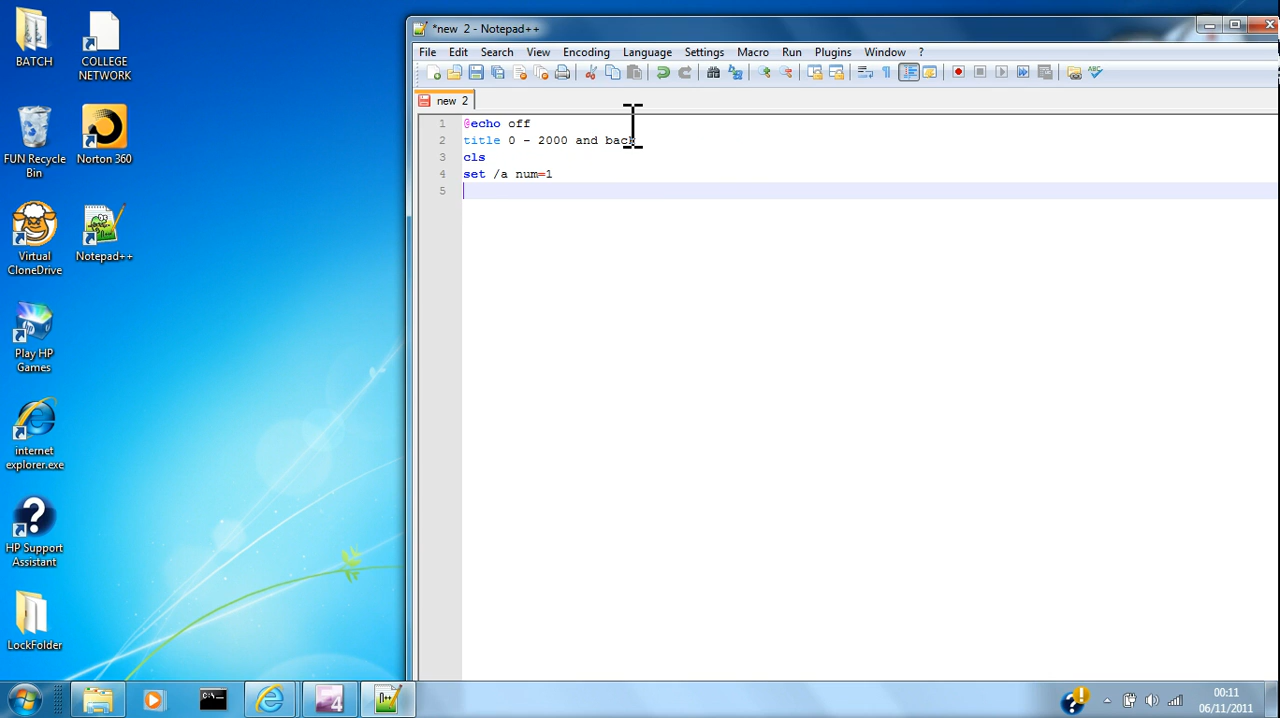 BATCH
COLLEGE
NETWORK
FUN Recycle
Bin
Norton 360
Virtual
CloneDrive
Notepad++
Play HP
Games
internet
explorer.exe
HP Support
Assistant
LockFolder
*new 2 - Notepad++
File Edit Search View Encoding Language Settings Macro Run Plugins Window ?
new 2
1 @echo off
2 title 0 - 2000 and back
3 cls
4 set /a num=1
5
00:11
06/11/2011